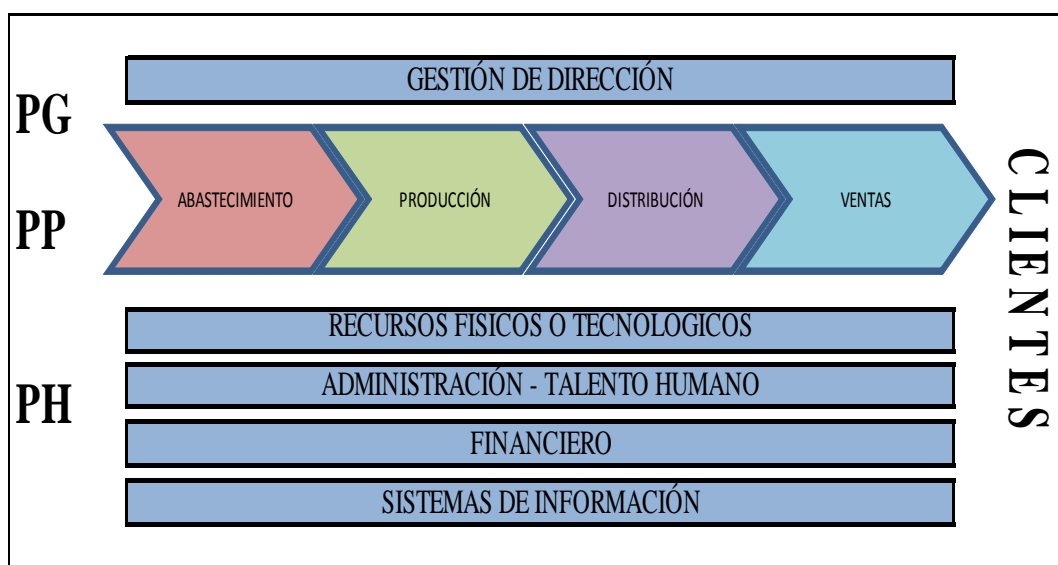 GESTIÓN DE DIRECCIÓN
PG
ABASTECIMIENTO
PRODUCCIÓN
DISTRIBUCIÓN
VENTAS
PP
RECURSOS FISICOS O TECNOLOGICOS
ADMINISTRACIÓN - TALENTO HUMANO
PH
FINANCIERO
SISTEMAS DE INFORMACIÓN
CLIENTES